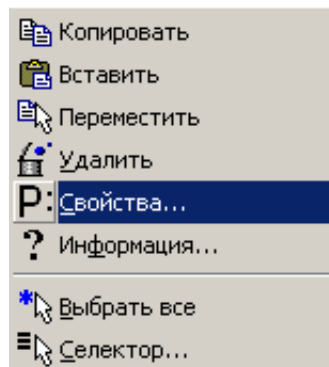 Копировать
Вставить
Переместить
Удалить
P: Свойства...
? Информация...
Выбрать все
Селектор...